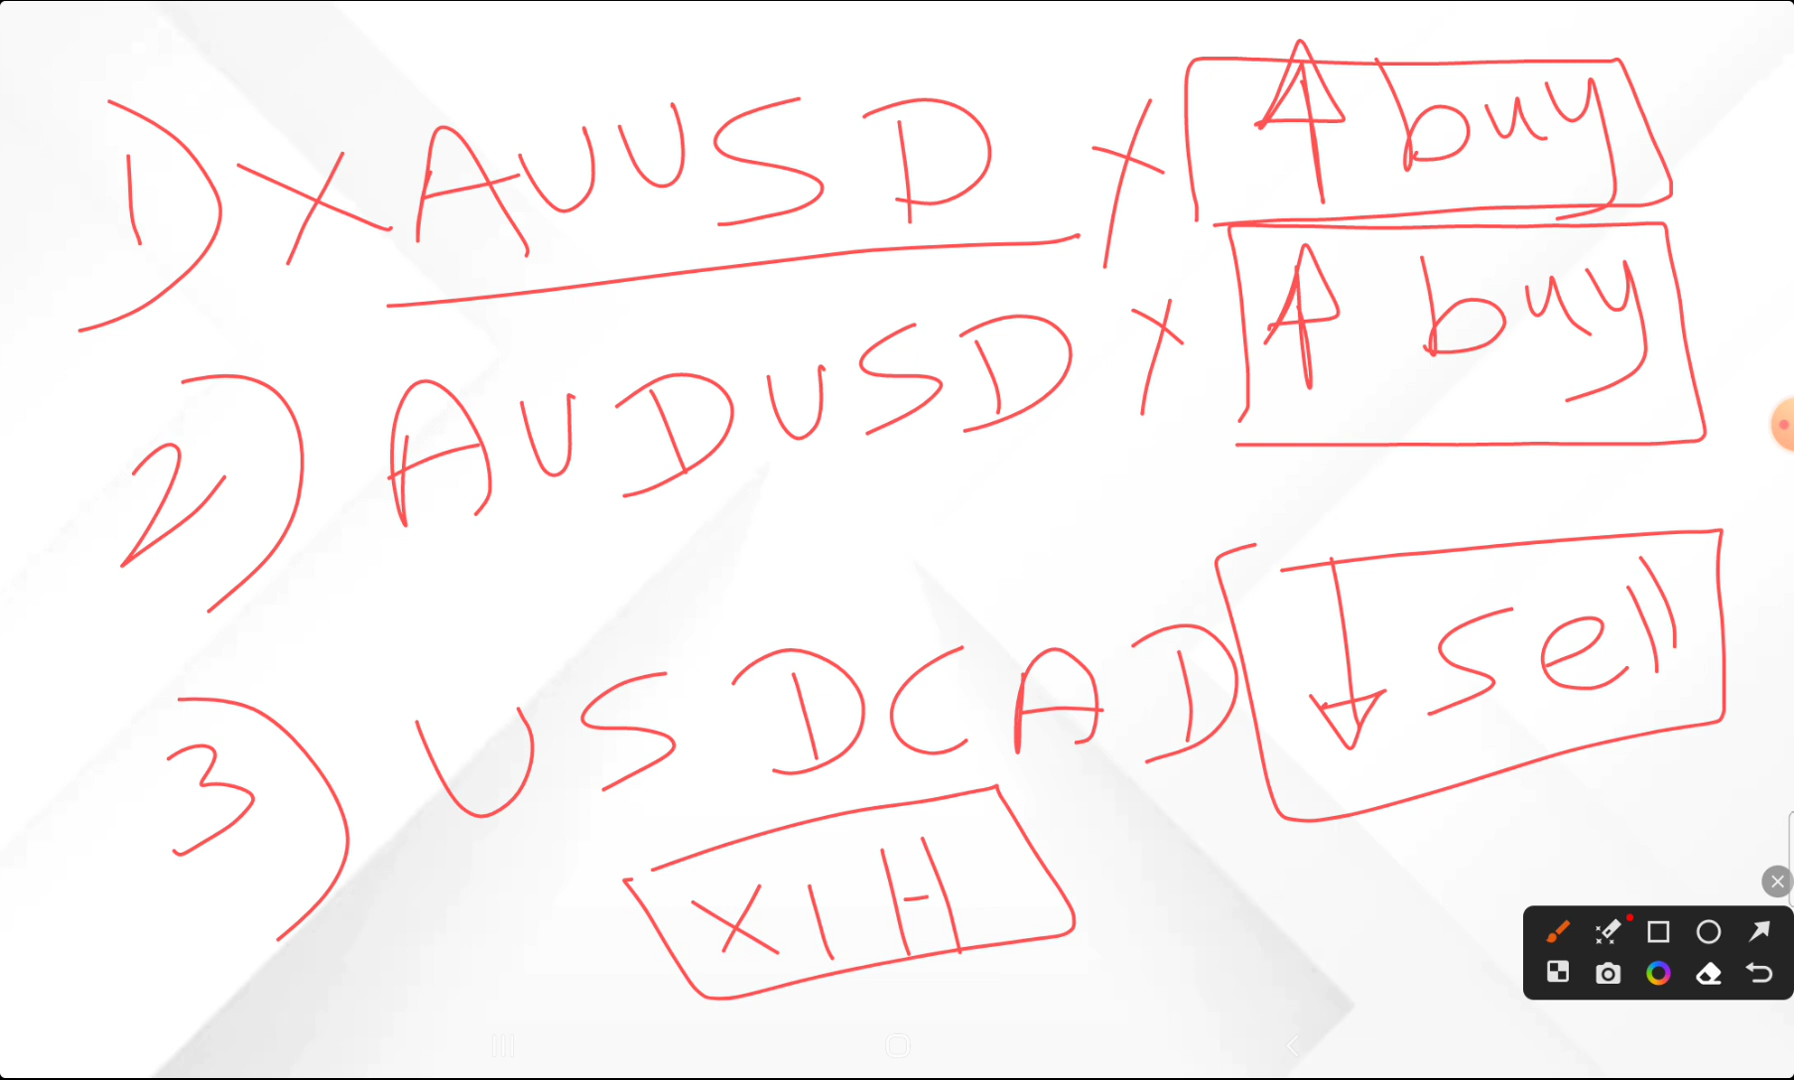 1) XAUUSD x ↑ buy
2) AUDUSD x ↑ buy
3) USDCAD ↓ sell
x1H